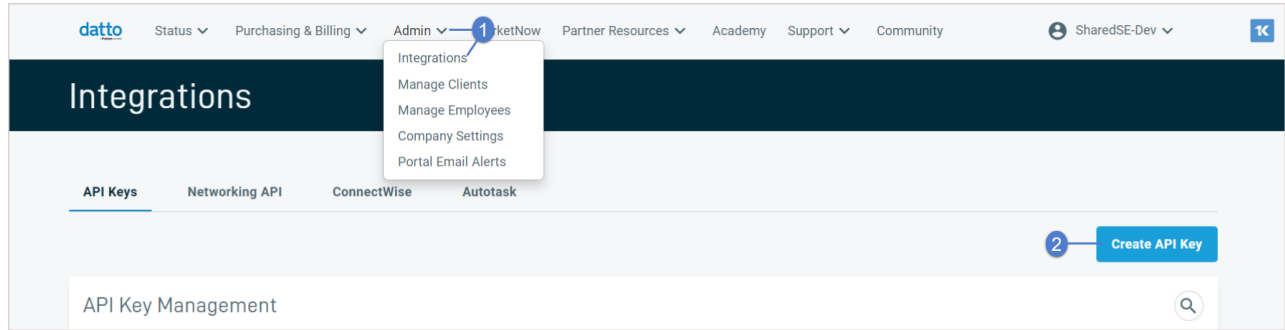 datto Status Purchasing & Billing Admin 1 rketNow Partner Resources Academy Support Community SharedSE-Dev K
Integrations
Manage Clients
Manage Employees
Company Settings
Portal Email Alerts
Integrations
API Keys Networking API ConnectWise Autotask
2 Create API Key
API Key Management